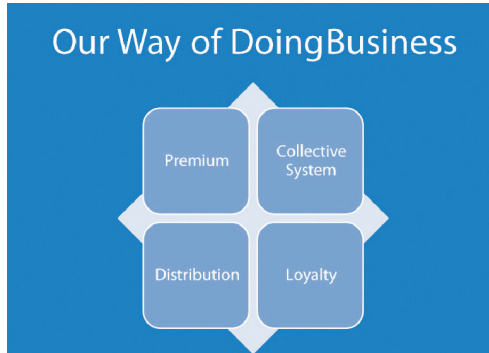 Our Way of DoingBusiness
Premium
Collective
System
Distribution
Loyalty